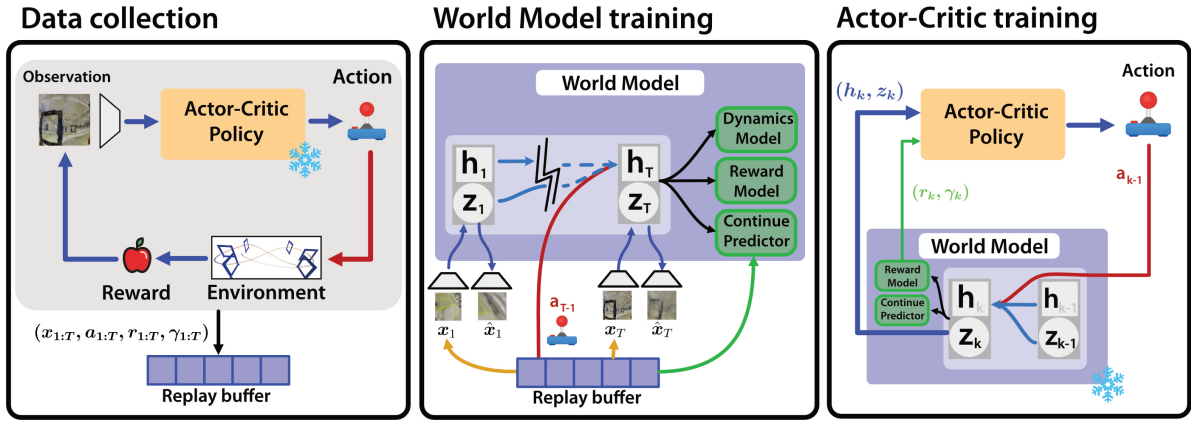 Data collection
Observation
Action
Actor-Critic
Policy
Reward
Environment
(x1:T, a1:T, r1:T, γ1:T)
Replay buffer
World Model training
World Model
Dynamics
Model
h1
hT
Reward
Model
z1
zT
Continue
Predictor
aT-1
x1
x̂1
xT
x̂T
Replay buffer
Actor-Critic training
Action
(hk, zk)
Actor-Critic
Policy
ak-1
(rk, γk)
World Model
Reward
Model
Continue
Predictor
hk
hk-1
zk
zk-1